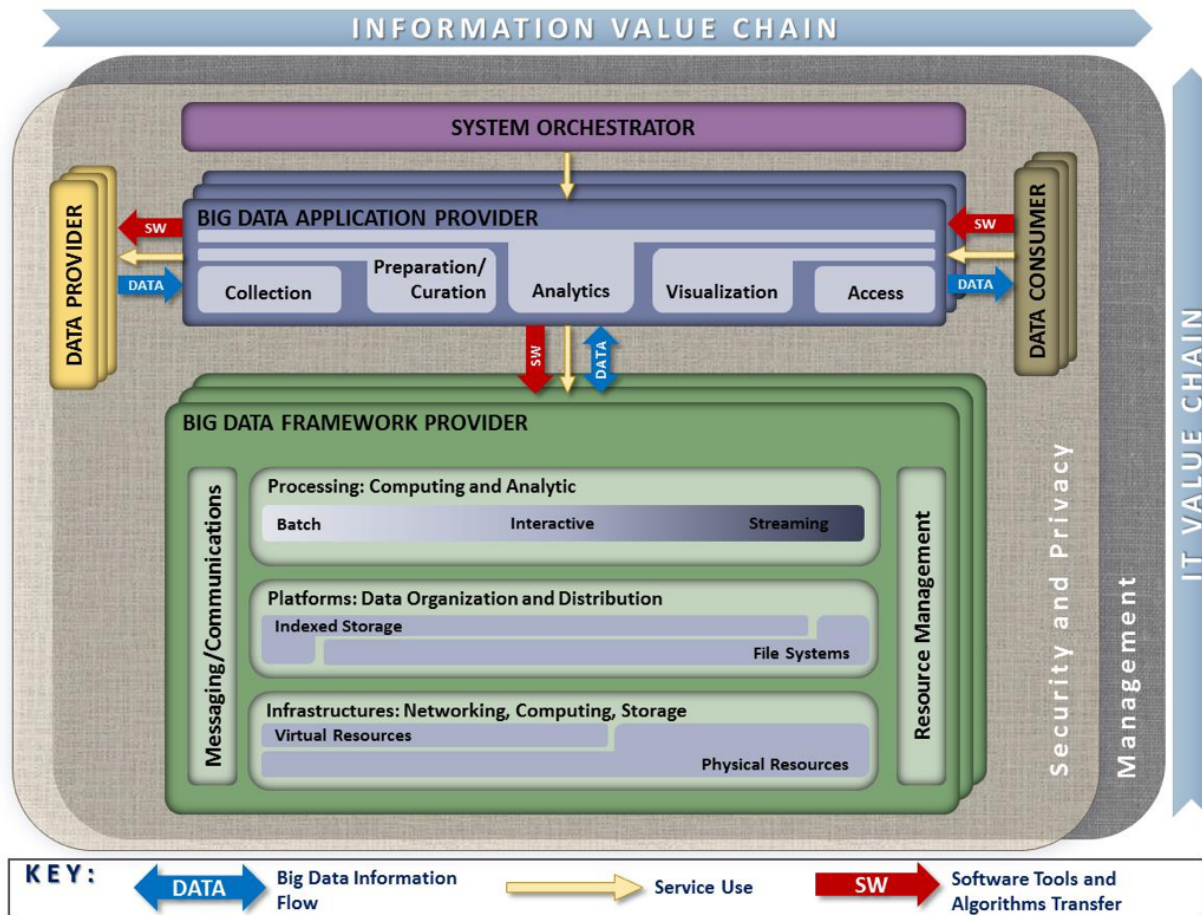 INFORMATION VALUE CHAIN
SYSTEM ORCHESTRATOR
BIG DATA APPLICATION PROVIDER
Collection
Preparation/
Curation
Analytics
Visualization
Access
DATA PROVIDER
SW
DATA
DATA CONSUMER
SW
DATA
SW
DATA
BIG DATA FRAMEWORK PROVIDER
Messaging/Communications
Processing: Computing and Analytic
Batch
Interactive
Streaming
Platforms: Data Organization and Distribution
Indexed Storage
File Systems
Infrastructures: Networking, Computing, Storage
Virtual Resources
Physical Resources
Resource Management
Security and Privacy
Management
IT VALUE CHAIN
KEY:
DATA
Big Data Information
Flow
Service Use
SW
Software Tools and
Algorithms Transfer